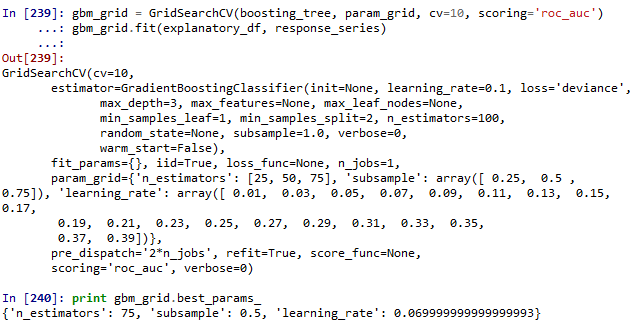 In [239]: gbm_grid = GridSearchCV(boosting_tree, param_grid, cv=10, scoring='roc_auc')
     ...: gbm_grid.fit(explanatory_df, response_series)
     ...:
Out[239]:
GridSearchCV(cv=10,
       estimator=GradientBoostingClassifier(init=None, learning_rate=0.1, loss='deviance',
              max_depth=3, max_features=None, max_leaf_nodes=None,
              min_samples_leaf=1, min_samples_split=2, n_estimators=100,
              random_state=None, subsample=1.0, verbose=0,
              warm_start=False),
       fit_params={}, iid=True, loss_func=None, n_jobs=1,
       param_grid={'n_estimators': [25, 50, 75], 'subsample': array([ 0.25,  0.5 ,
0.75]), 'learning_rate': array([ 0.01,  0.03,  0.05,  0.07,  0.09,  0.11,  0.13,  0.15,
0.17,
        0.19,  0.21,  0.23,  0.25,  0.27,  0.29,  0.31,  0.33,  0.35,
        0.37,  0.39])},
       pre_dispatch='2*n_jobs', refit=True, score_func=None,
       scoring='roc_auc', verbose=0)
In [240]: print gbm_grid.best_params_
{'n_estimators': 75, 'subsample': 0.5, 'learning_rate': 0.069999999999999993}